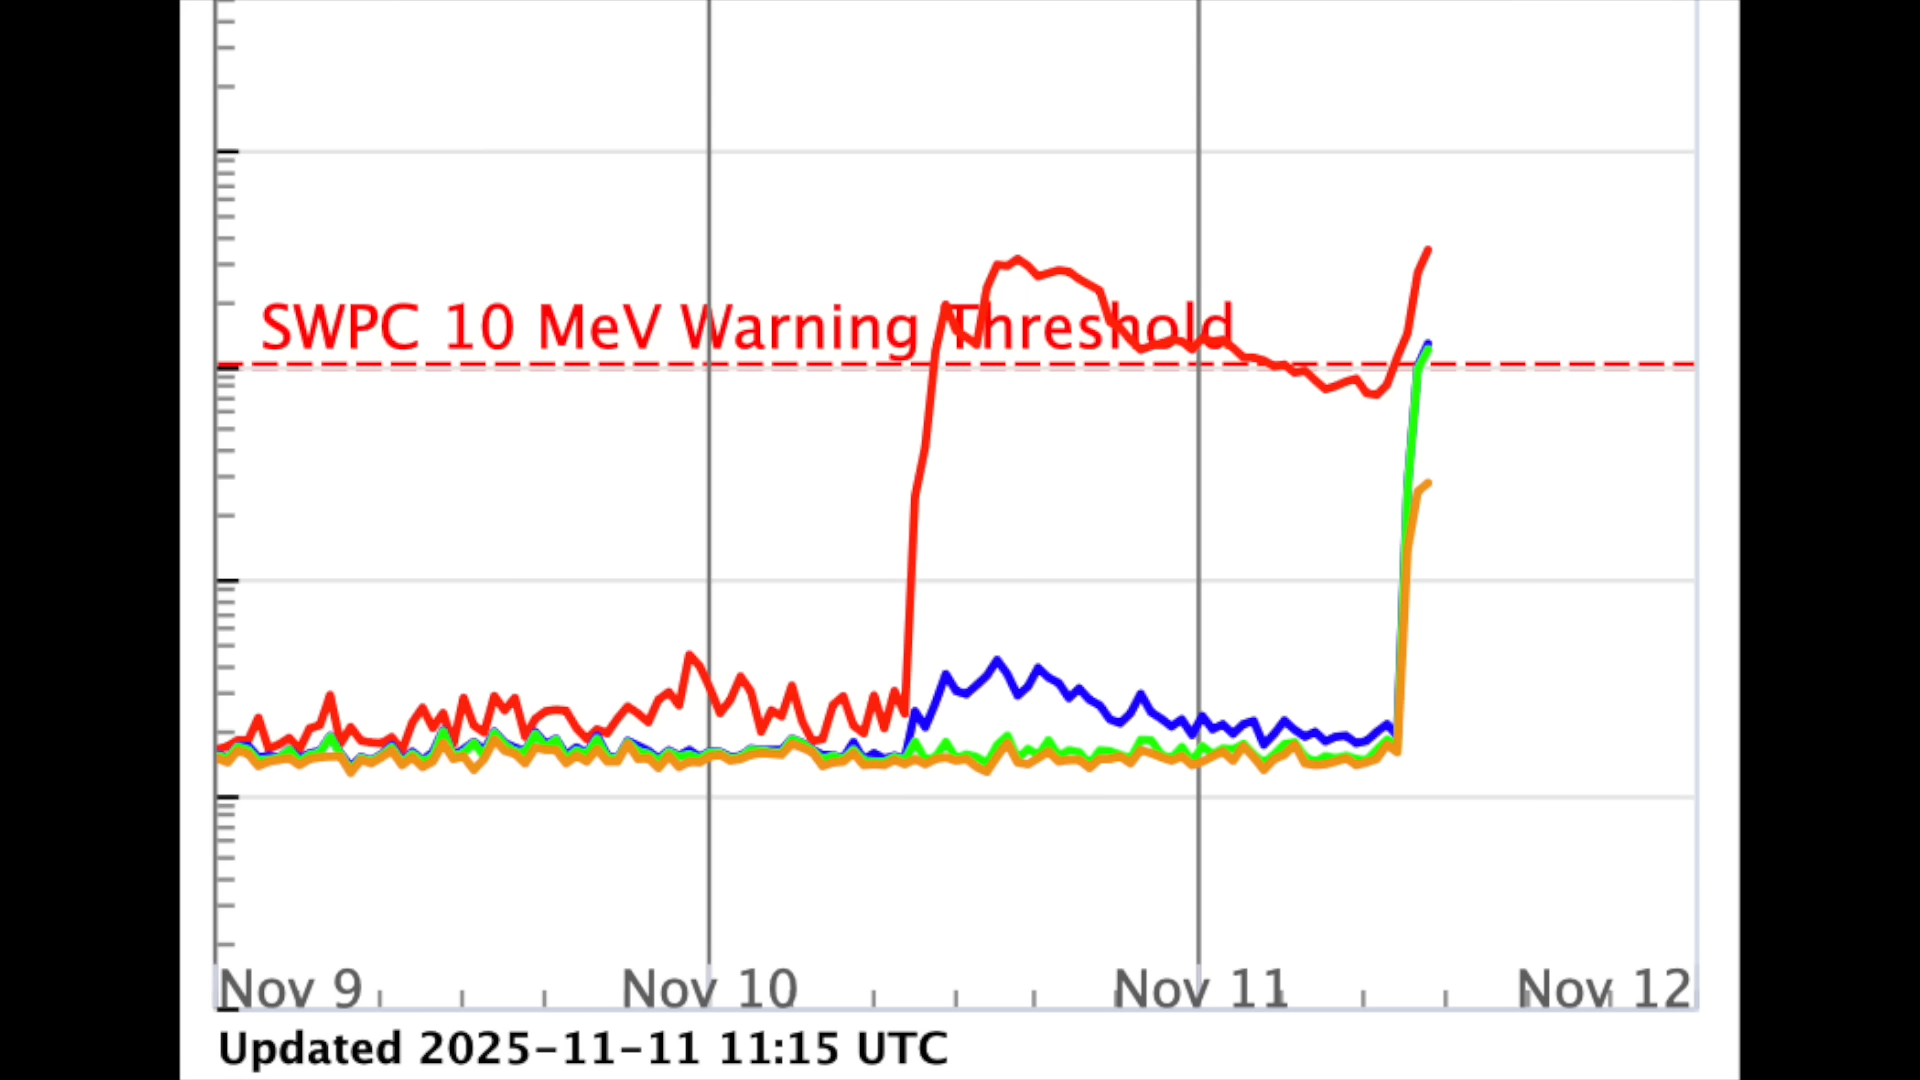 SWPC 10 MeV Warning Threshold
Nov 9 Nov 10 Nov 11 Nov 12
Updated 2025-11-11 11:15 UTC